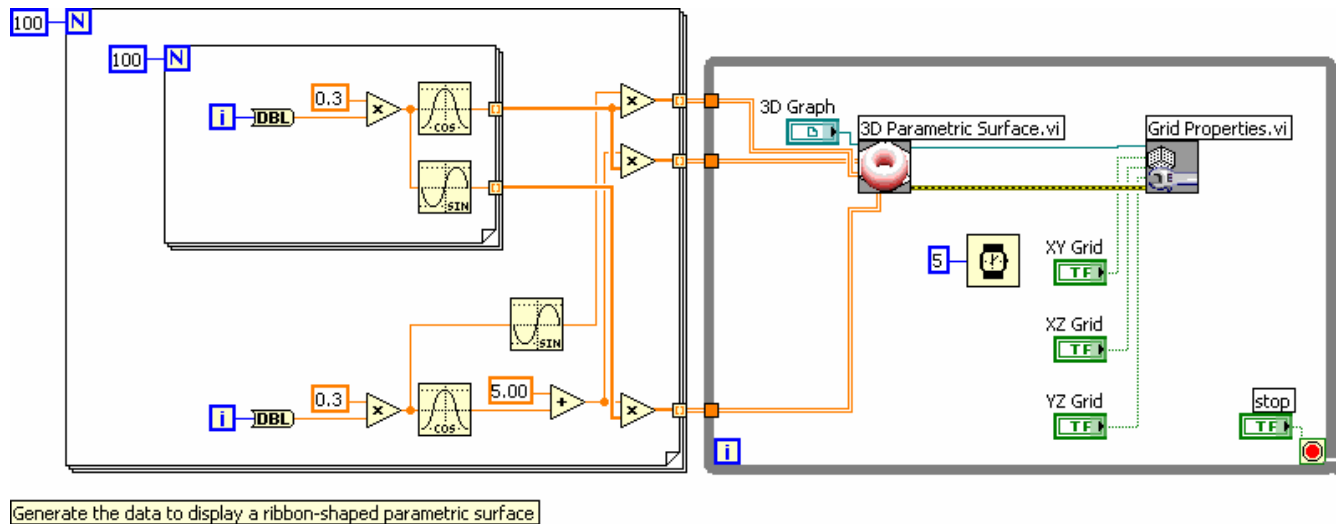 100
N
100
N
0.3
i
DBL
×
COS
SIN
0.3
i
DBL
×
COS
SIN
5.00
+
×
×
×
3D Graph
3D Parametric Surface.vi
Grid Properties.vi
5
XY Grid
TF
XZ Grid
TF
YZ Grid
TF
stop
TF
i
Generate the data to display a ribbon-shaped parametric surface